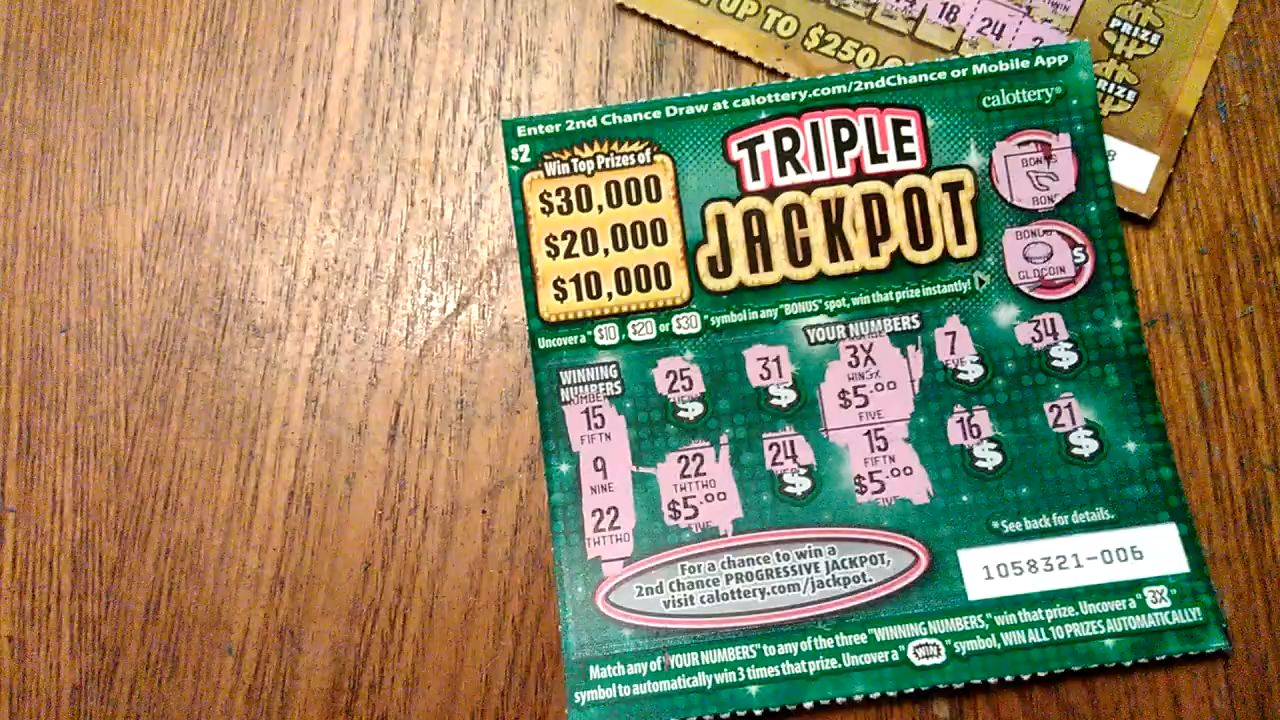 18 24
UP TO $250
PRIZE
Enter 2nd Chance Draw at calottery.com/2ndChance or Mobile App
calottery®
$2
Win Top Prizes of
$30,000
$20,000
$10,000
TRIPLE
JACKPOT
BONUS
BONUS
GLDCOIN
$
Uncover a "$10, $20 or $30" symbol in any "BONUS" spot, win that prize instantly!
WINNING
NUMBERS
YOUR NUMBERS
15
FIFTN
9
NINE
22
TWTTWO
25
$
31
$
3X
WIN3X
$5.00
FIVE
7
$
34
$
22
TWTTWO
$5.00
FIVE
24
$
15
FIFTN
$5.00
FIVE
16
$
21
$
For a chance to win a
2nd Chance PROGRESSIVE JACKPOT,
visit calottery.com/jackpot.
*See back for details.
1058321-006
Match any of "YOUR NUMBERS" to any of the three "WINNING NUMBERS," win that prize. Uncover a "3X"
symbol to automatically win 3 times that prize. Uncover a "WIN" symbol, WIN ALL 10 PRIZES AUTOMATICALLY!